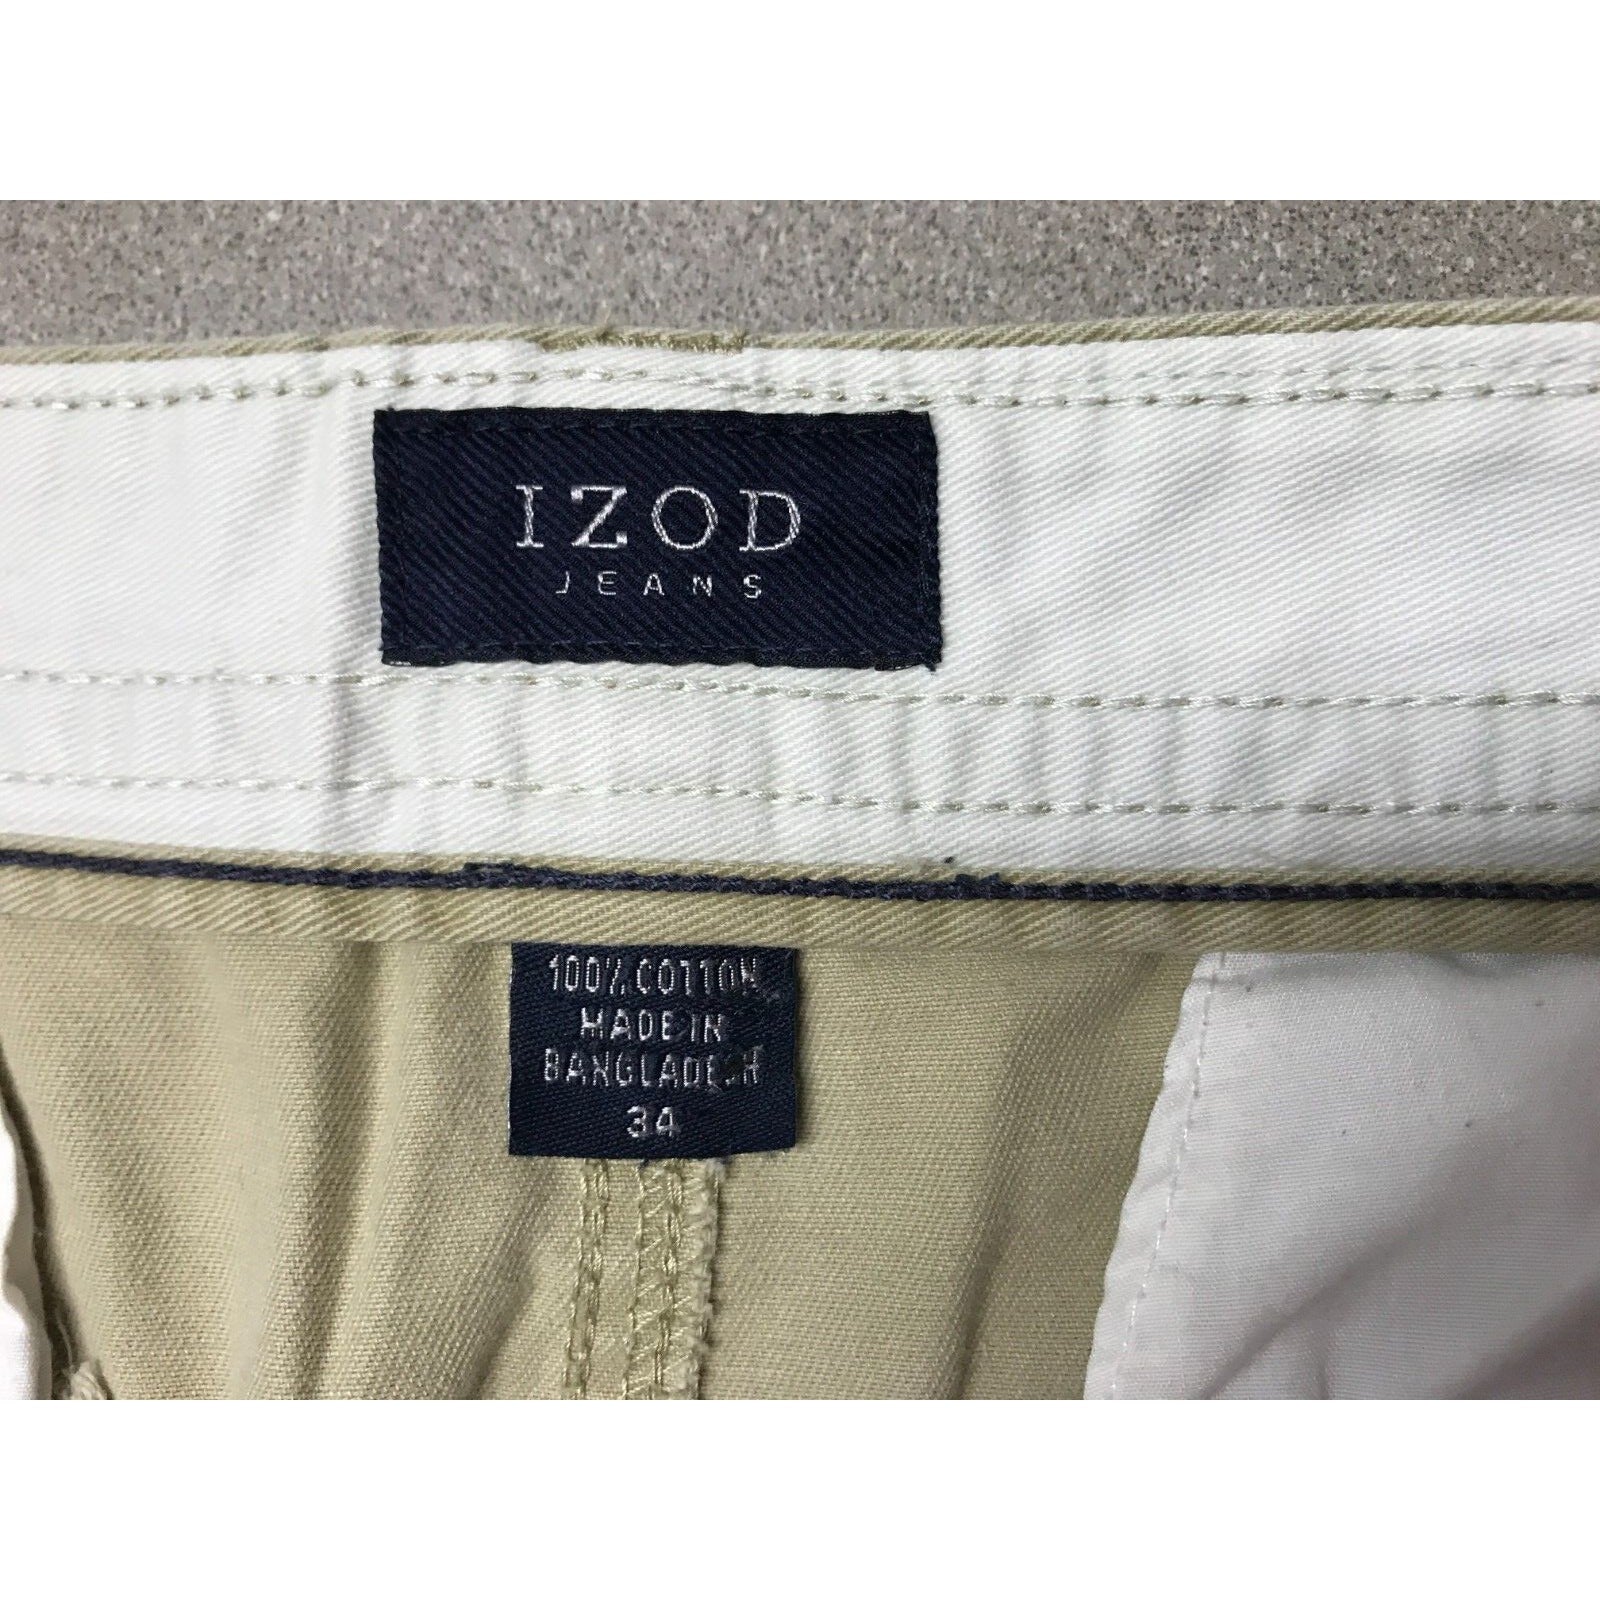 IZOD
JEANS
100% COTTON
MADE IN
BANGLADESH
34